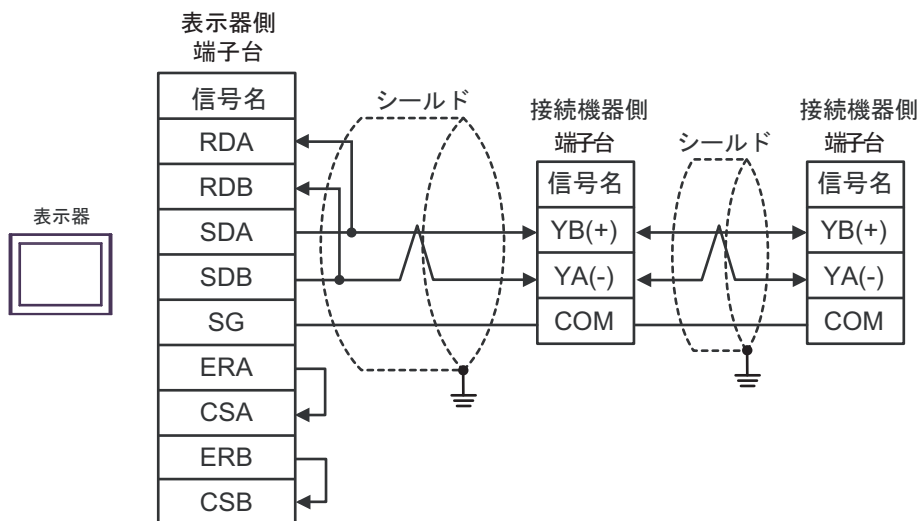 表示器側
端子台
信号名
RDA
RDB
SDA
SDB
SG
ERA
CSA
ERB
CSB
表示器
シールド
接続機器側
端子台
信号名
YB(+)
YA(-)
COM
シールド
接続機器側
端子台
信号名
YB(+)
YA(-)
COM